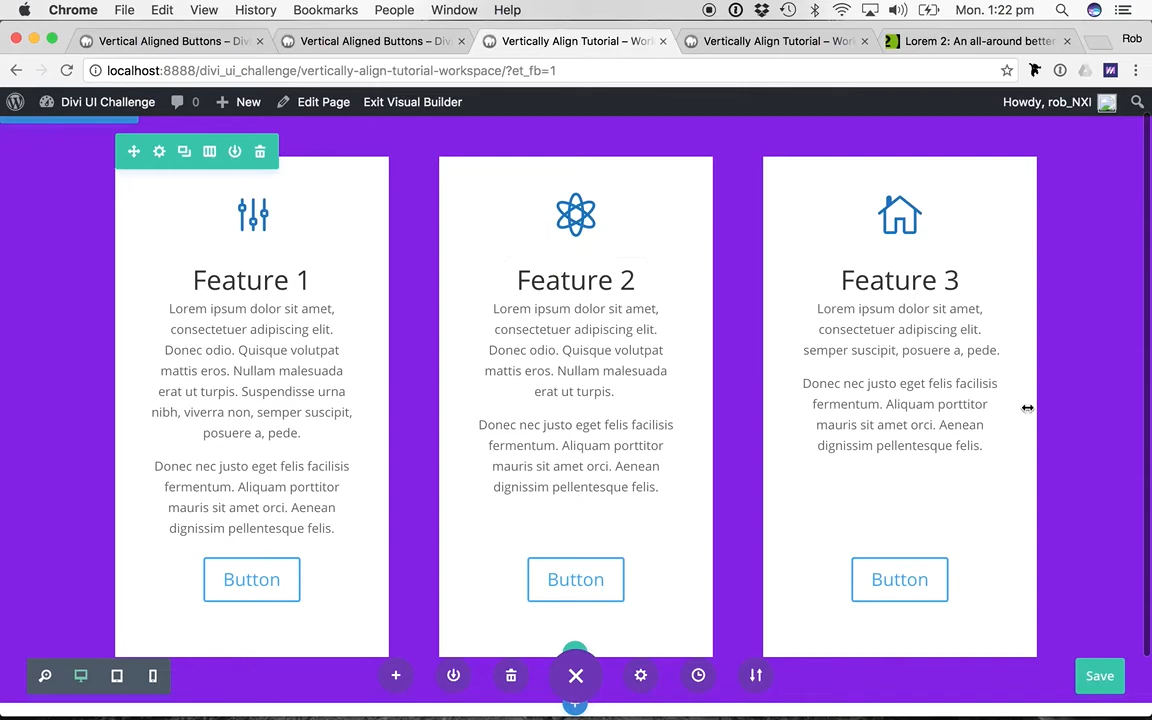 Chrome File Edit View History Bookmarks People Window Help Mon. 1:22 pm
Vertical Aligned Buttons – Divi Vertical Aligned Buttons – Divi Vertically Align Tutorial – Work Vertically Align Tutorial – Work Lorem 2: An all-around better Rob
localhost:8888/divi_ui_challenge/vertically-align-tutorial-workspace/?et_fb=1
Divi UI Challenge 0 New Edit Page Exit Visual Builder Howdy, rob_NXI
Feature 1
Lorem ipsum dolor sit amet,
consectetuer adipiscing elit.
Donec odio. Quisque volutpat
mattis eros. Nullam malesuada
erat ut turpis. Suspendisse urna
nibh, viverra non, semper suscipit,
posuere a, pede.
Donec nec justo eget felis facilisis
fermentum. Aliquam porttitor
mauris sit amet orci. Aenean
dignissim pellentesque felis.
Button
Feature 2
Lorem ipsum dolor sit amet,
consectetuer adipiscing elit.
Donec odio. Quisque volutpat
mattis eros. Nullam malesuada
erat ut turpis.
Donec nec justo eget felis facilisis
fermentum. Aliquam porttitor
mauris sit amet orci. Aenean
dignissim pellentesque felis.
Button
Feature 3
Lorem ipsum dolor sit amet,
consectetuer adipiscing elit.
semper suscipit, posuere a, pede.
Donec nec justo eget felis facilisis
fermentum. Aliquam porttitor
mauris sit amet orci. Aenean
dignissim pellentesque felis.
Button
Save